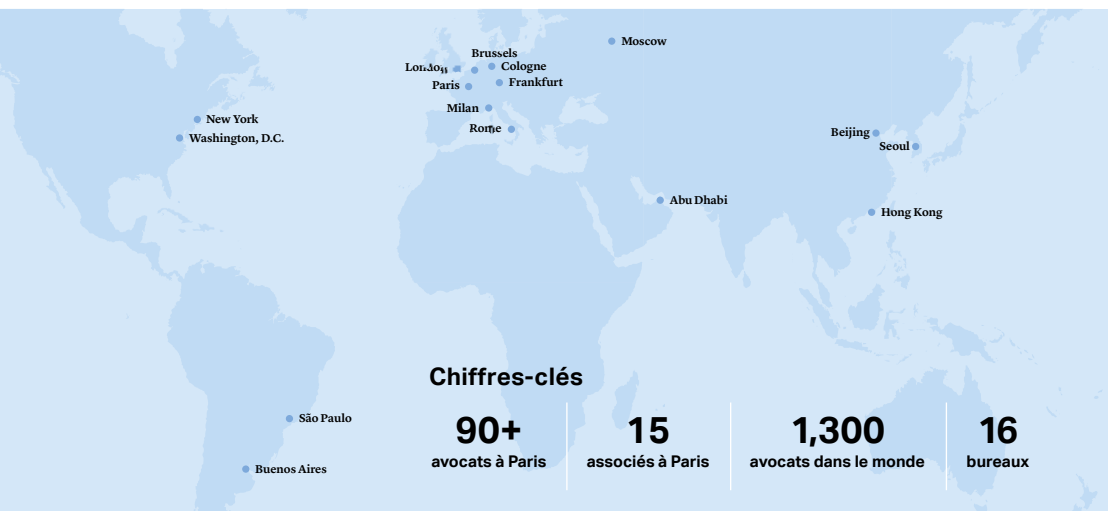 Moscow
Brussels
London
Cologne
Paris
Frankfurt
Milan
New York
Rome
Washington, D.C.
Beijing
Seoul
Abu Dhabi
Hong Kong
Chiffres-clés
São Paulo
90+
15
1,300
16
avocats à Paris
associés à Paris
avocats dans le monde
bureaux
Buenos Aires